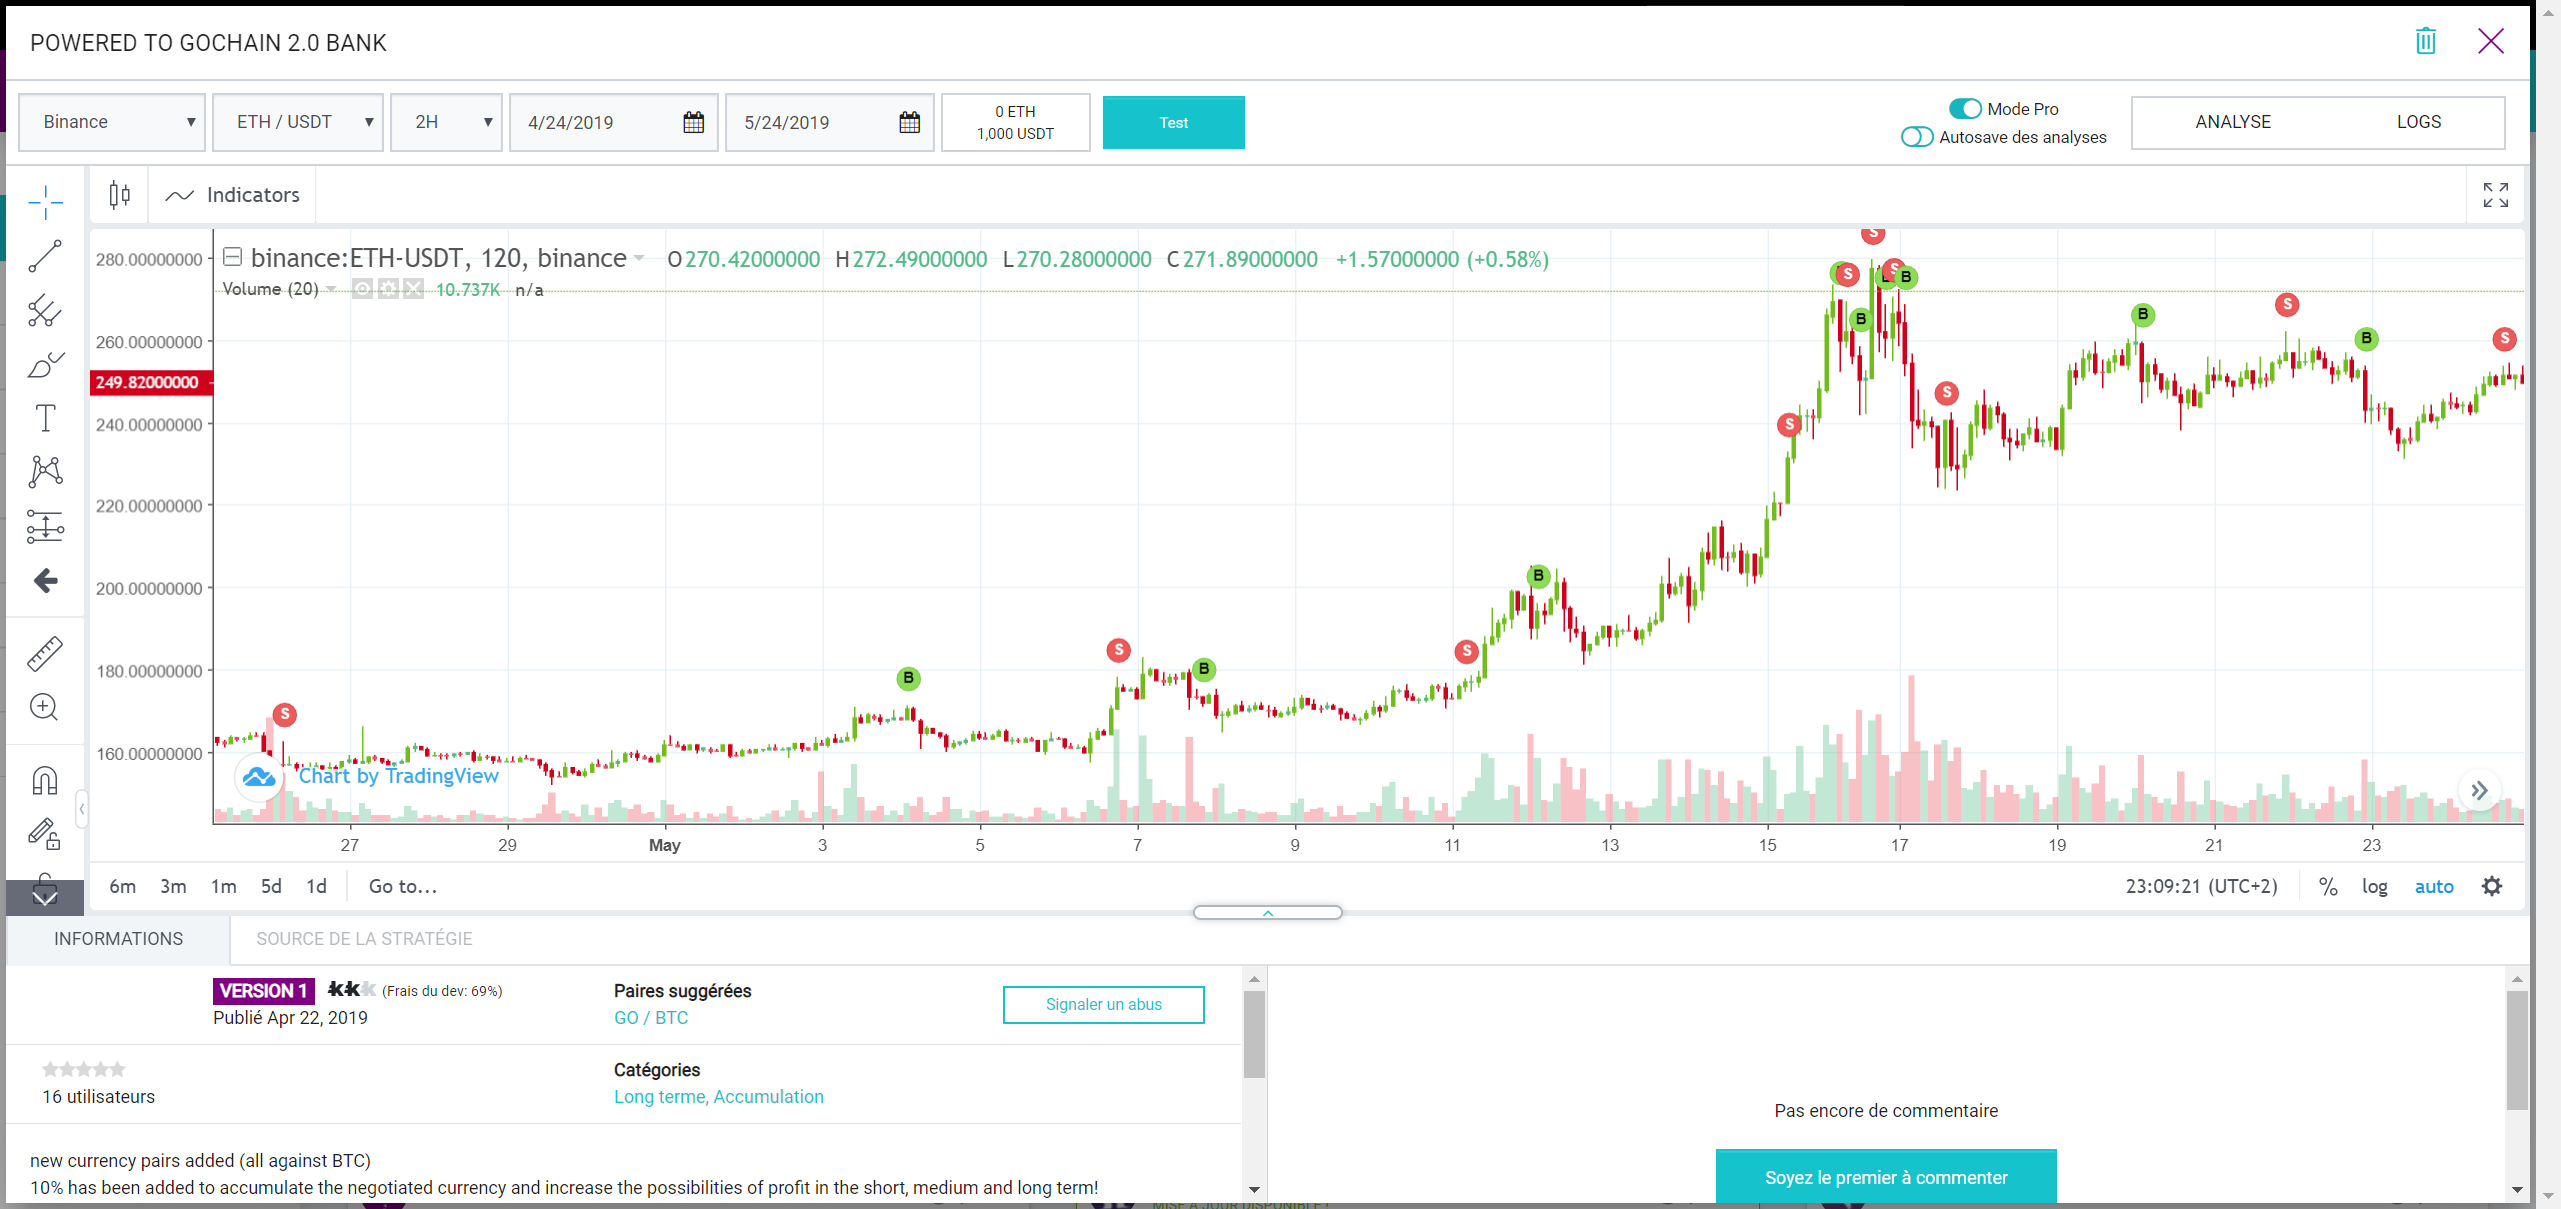 POWERED TO GOCHAIN 2.0 BANK
Binance ▼ ETH / USDT ▼ 2H ▼ 4/24/2019 5/24/2019
0 ETH
1,000 USDT
Test
Mode Pro
Autosave des analyses
ANALYSE LOGS
Indicators
binance:ETH-USDT, 120, binance O270.42000000 H272.49000000 L270.28000000 C271.89000000 +1.57000000 (+0.58%)
Volume (20) 10.737K n/a
280.00000000
260.00000000
249.82000000
240.00000000
220.00000000
200.00000000
180.00000000
160.00000000
S
S B
B S B
S
B
S
B
S
B
S
S
B
S
B
S
B
S
Chart by TradingView
27 29 May 3 5 7 9 11 13 15 17 19 21 23
6m 3m 1m 5d 1d Go to...
23:09:21 (UTC+2) % log auto
INFORMATIONS SOURCE DE LA STRATÉGIE
VERSION 1 (Frais du dev: 69%)
Publié Apr 22, 2019
Paires suggérées
GO / BTC
Signaler un abus
16 utilisateurs
Catégories
Long terme, Accumulation
new currency pairs added (all against BTC)
10% has been added to accumulate the negotiated currency and increase the possibilities of profit in the short, medium and long term!
Pas encore de commentaire
Soyez le premier à commenter
MISE À JOUR DISPONIBLE !